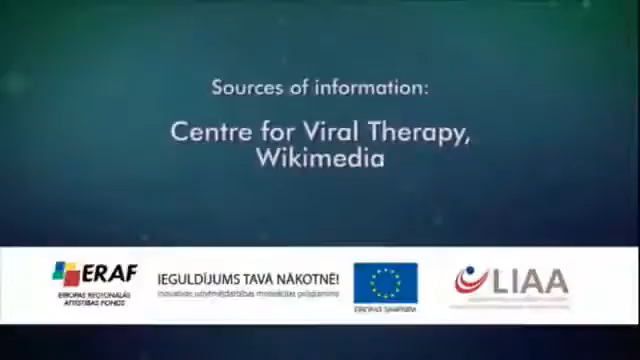 Sources of information:
Centre for Viral Therapy,
Wikimedia
ERAF
EIROPAS REĢIONĀLĀS
ATTĪSTĪBAS FONDS
IEGULDĪJUMS TAVĀ NĀKOTNĒ!
EIROPAS SAVIENĪBA
LIAA